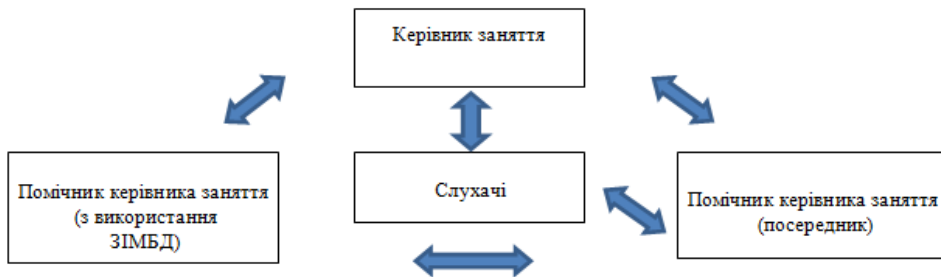 Керівник заняття
Помічник керівника заняття
(з використання
ЗІМБД)
Слухачі
Помічник керівника заняття
(посередник)